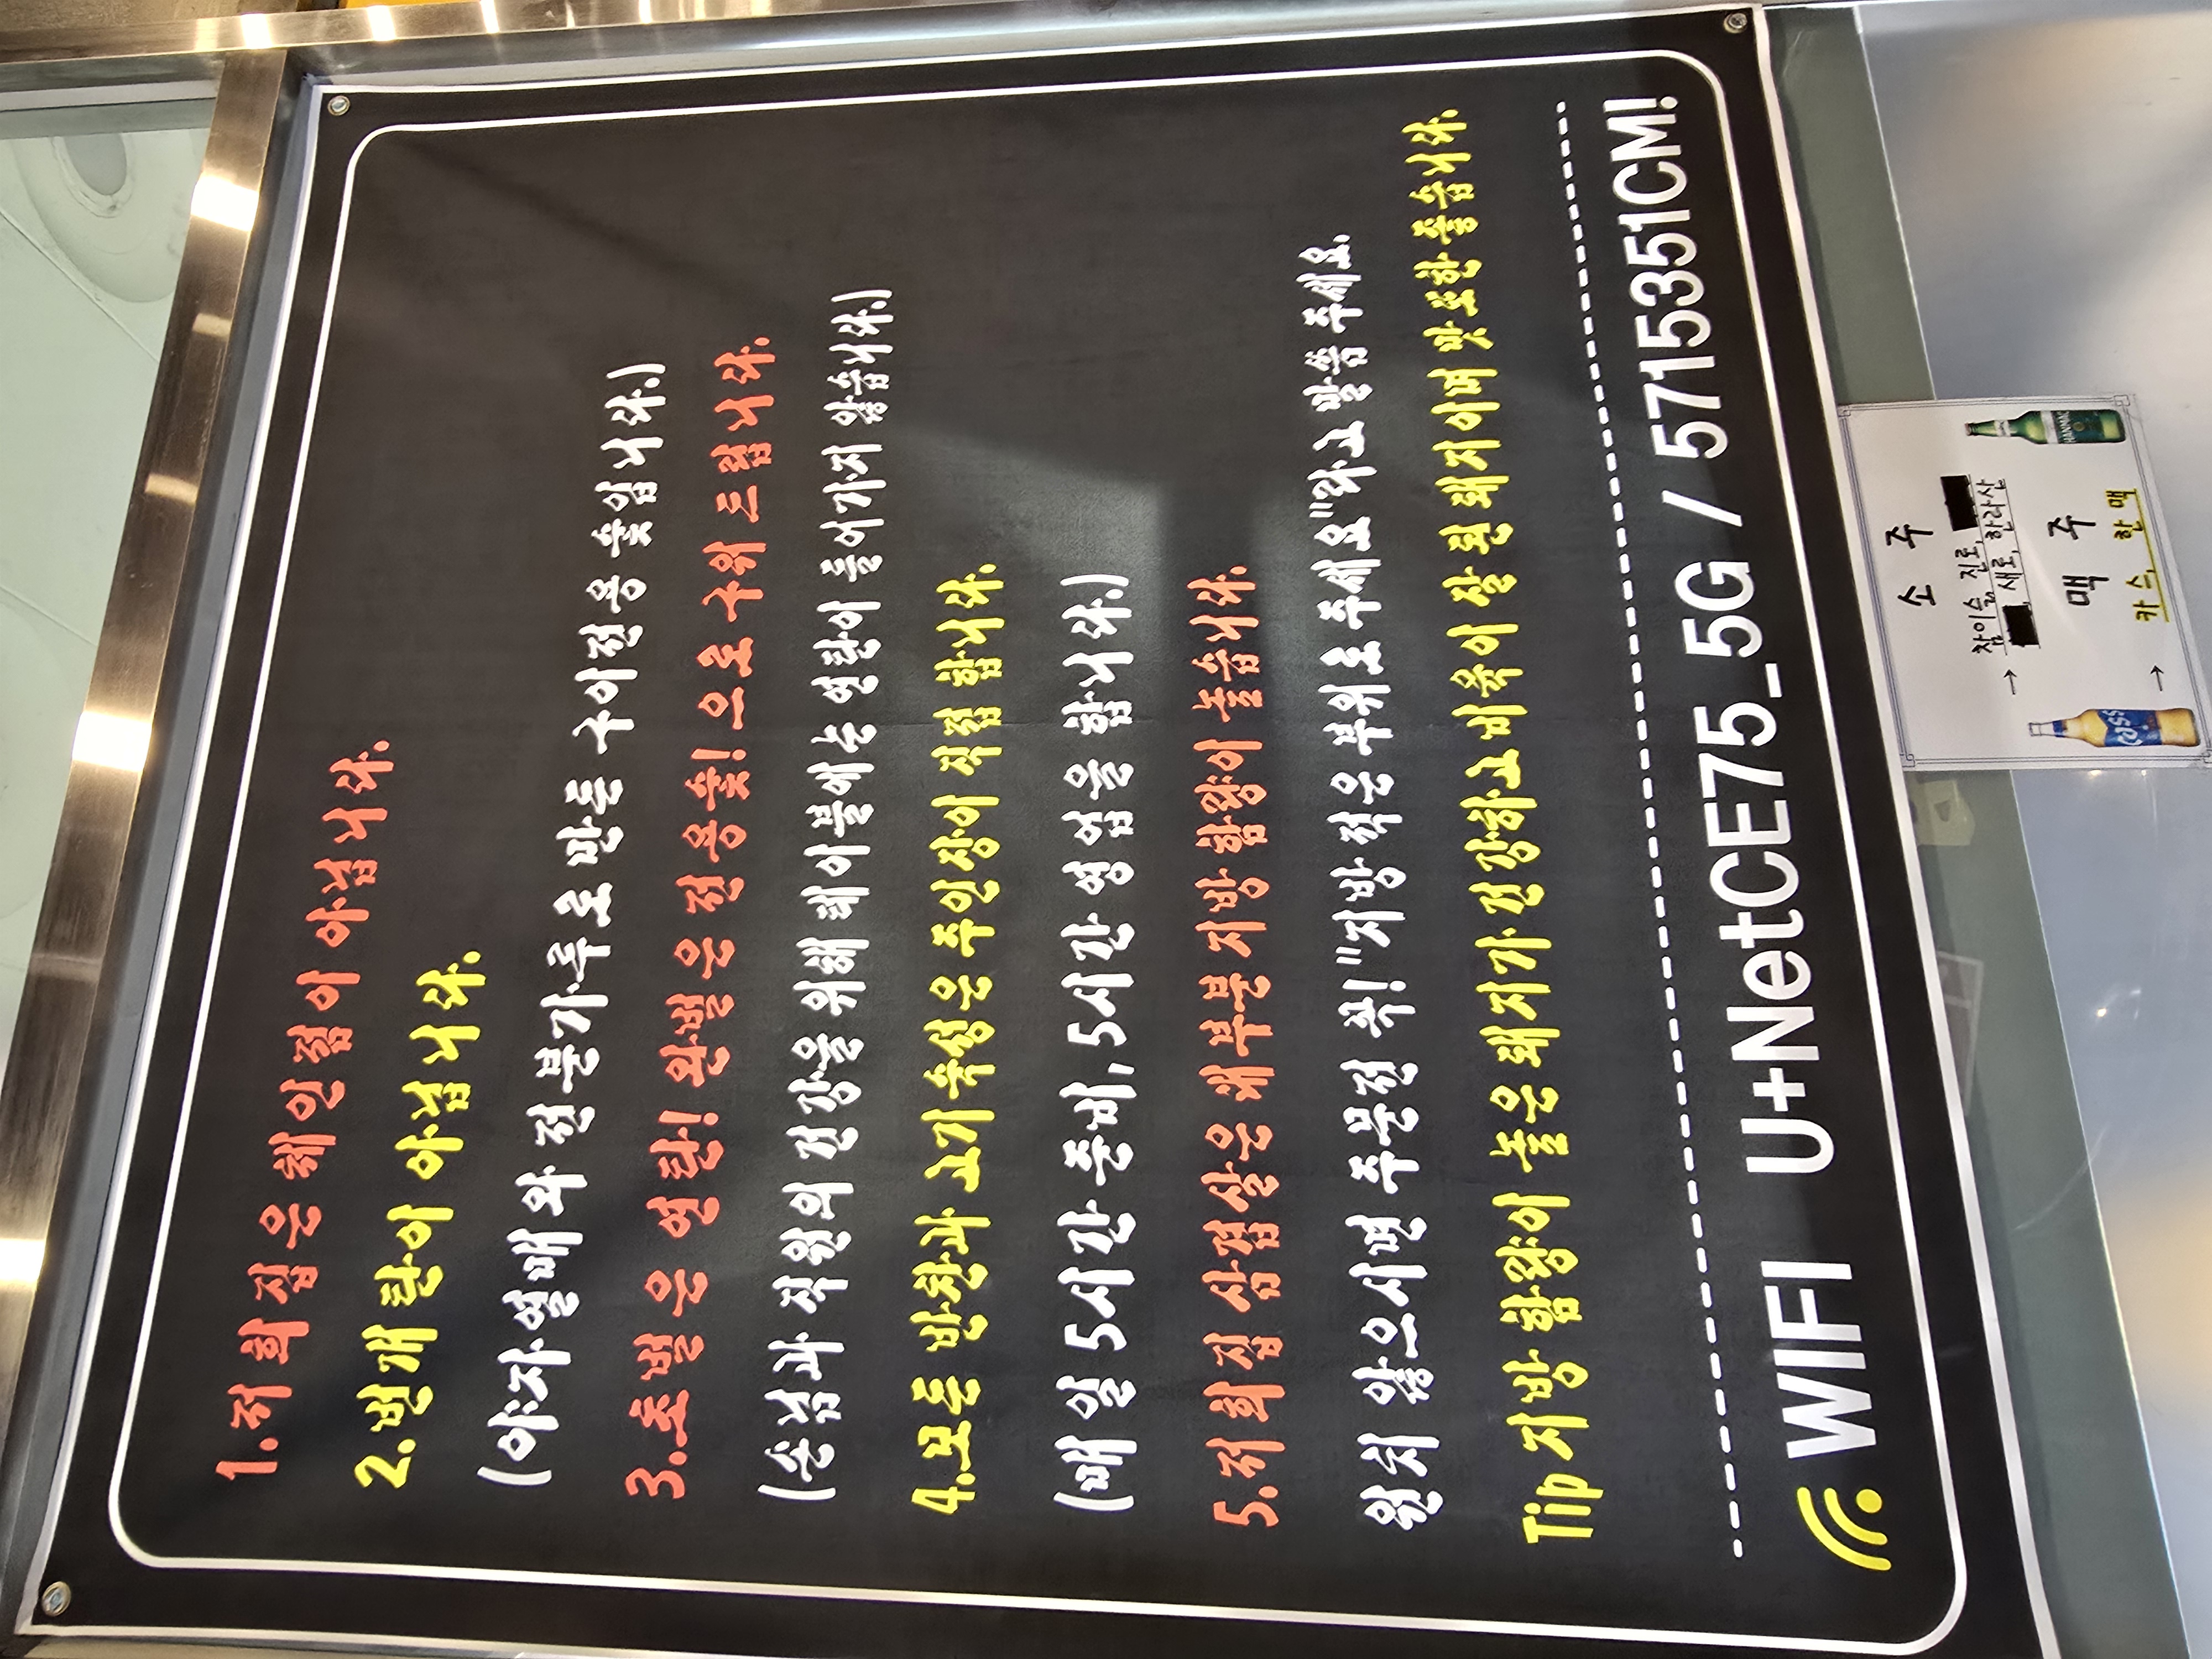 1.저희 집은 체인점이 아닙니다.
2.번개탄이 아닙니다.
(야자열매와 전분가루로 만든 구이전용 숯입니다.)
3.초벌은 연탄! 완벌은 전용숯!으로 구워 드립니다.
(손님과 직원의 건강을 위해 테이블에는 연탄이 들어가지 않습니다.)
4.모든 반찬과 고기 숙성은 주인장이 직접 합니다.
(매일 5시간 준비, 5시간 영업을 합니다.)
5.저희 집 삼겹살은 대부분 지방 함량이 높습니다.
원치 않으시면 주문전 꼭! "지방 적은 부위로 주세요"라고 말씀 주세요.
Tip 지방 함량이 높은 돼지가 건강하고 비육이 잘 된 돼지이며 맛 또한 좋습니다.
WIFI U+NetCE75_5G / 571535351CM!
소 주
참이슬, 진로,
새로, 한라산
맥 주
카스, 한맥
Cass
HANMAC